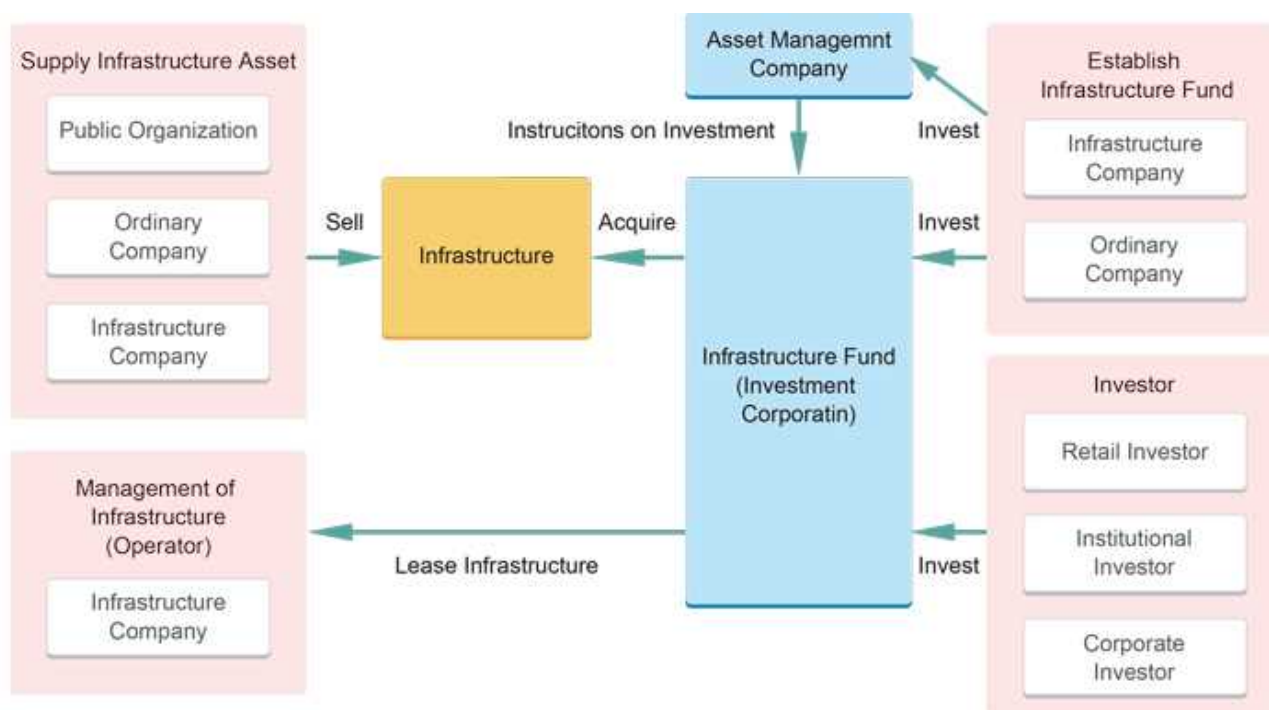 Supply Infrastructure Asset
Public Organization
Ordinary
Company
Infrastructure
Company
Sell
Infrastructure
Acquire
Asset Managemnt
Company
Instrucitons on Investment
Invest
Establish
Infrastructure Fund
Infrastructure
Company
Ordinary
Company
Invest
Infrastructure Fund
(Investment
Corporatin)
Management of
Infrastructure
(Operator)
Infrastructure
Company
Lease Infrastructure
Invest
Investor
Retail Investor
Institutional
Investor
Corporate
Investor